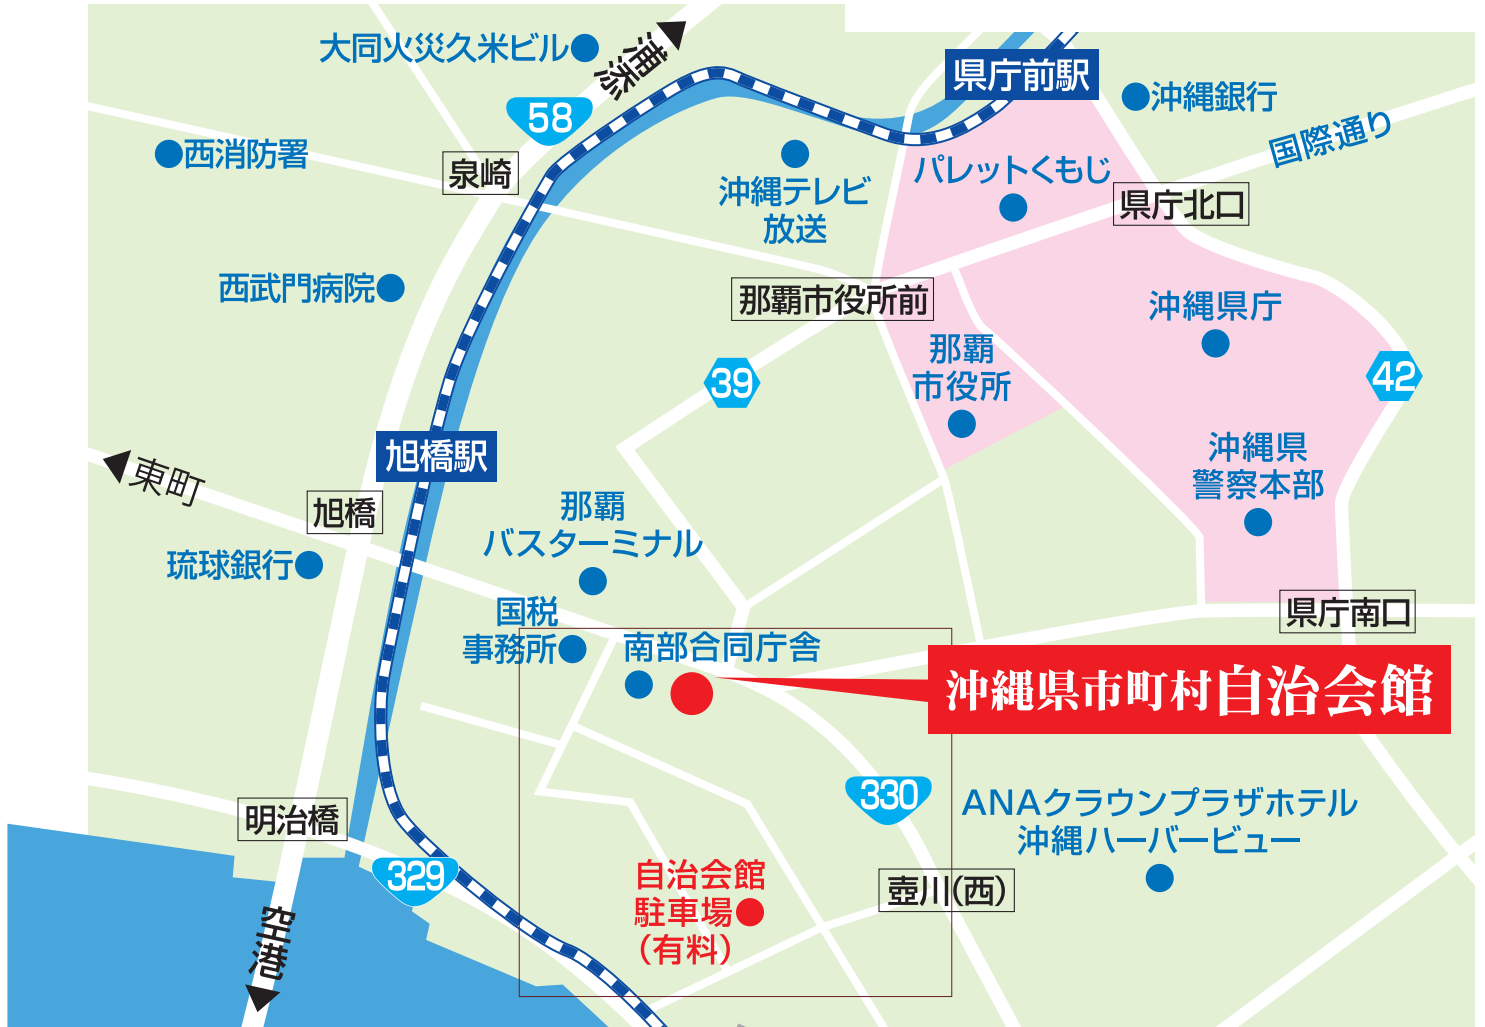 大同火災久米ビル
浦添
県庁前駅
沖縄銀行
58
国際通り
西消防署
泉崎
沖縄テレビ
放送
パレットくもじ
県庁北口
西武門病院
那覇市役所前
沖縄県庁
那覇
市役所
39
42
旭橋駅
沖縄県
警察本部
東町
旭橋
那覇
バスターミナル
琉球銀行
国税
事務所
南部合同庁舎
県庁南口
沖縄県市町村自治会館
330
ANAクラウンプラザホテル
沖縄ハーバービュー
明治橋
329
自治会館
駐車場
(有料)
壺川(西)
空港